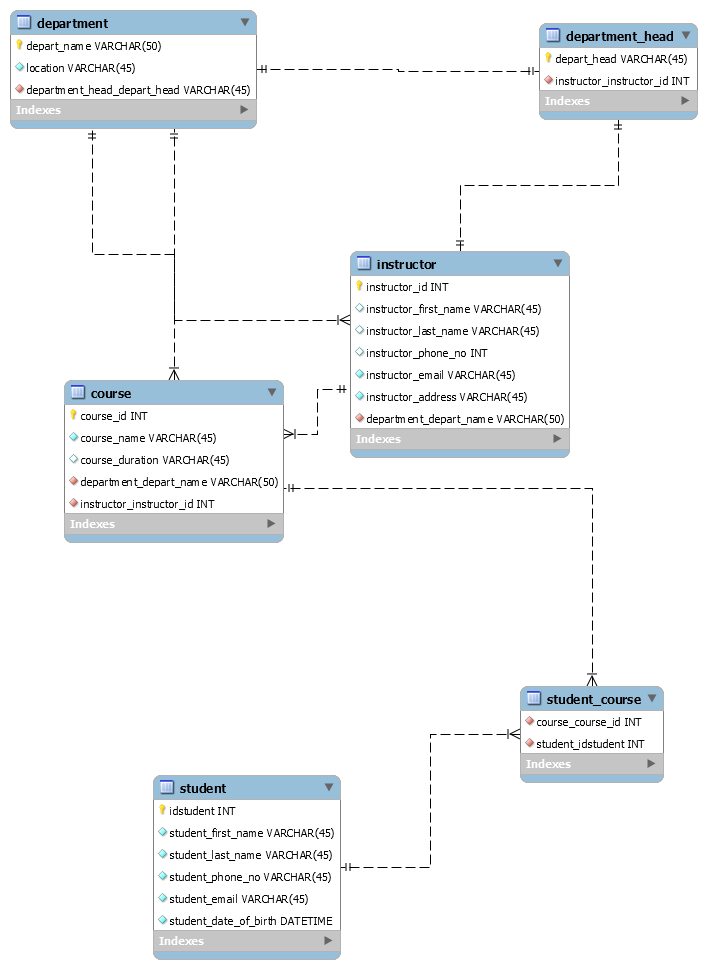 department
depart_name VARCHAR(50)
location VARCHAR(45)
department_head_depart_head VARCHAR(45)
Indexes
department_head
depart_head VARCHAR(45)
instructor_instructor_id INT
Indexes
instructor
instructor_id INT
instructor_first_name VARCHAR(45)
instructor_last_name VARCHAR(45)
instructor_phone_no INT
instructor_email VARCHAR(45)
instructor_address VARCHAR(45)
department_depart_name VARCHAR(50)
Indexes
course
course_id INT
course_name VARCHAR(45)
course_duration VARCHAR(45)
department_depart_name VARCHAR(50)
instructor_instructor_id INT
Indexes
student_course
course_course_id INT
student_idstudent INT
Indexes
student
idstudent INT
student_first_name VARCHAR(45)
student_last_name VARCHAR(45)
student_phone_no VARCHAR(45)
student_email VARCHAR(45)
student_date_of_birth DATETIME
Indexes